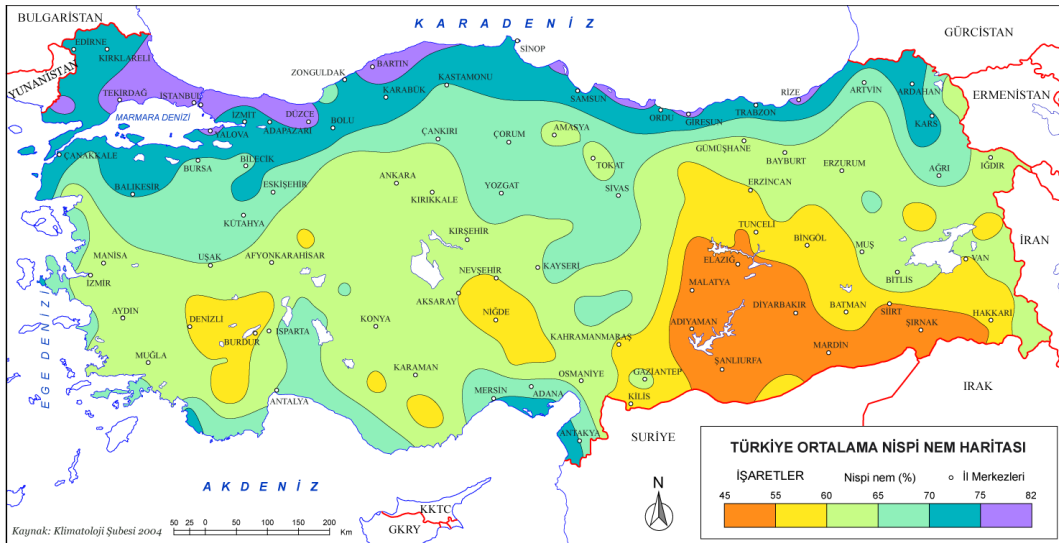 BULGARİSTAN
K A R A D E N İ Z
GÜRCİSTAN
EDİRNE
KIRKLARELİ
SİNOP
YUNANİSTAN
BARTIN
ZONGULDAK
KASTAMONU
ARTVİN
ARDAHAN
ERMENİSTAN
TEKİRDAĞ
İSTANBUL
KARABÜK
SAMSUN
RİZE
MARMARA DENİZİ
İZMİT
DÜZCE
ADAPAZARI
BOLU
ORDU
GİRESUN
TRABZON
KARS
YALOVA
ÇANKIRI
ÇORUM
AMASYA
GÜMÜŞHANE
BAYBURT
ÇANAKKALE
BURSA
BİLECİK
TOKAT
ERZURUM
IĞDIR
AĞRI
BALIKESİR
ESKİŞEHİR
ANKARA
KIRIKKALE
YOZGAT
SİVAS
ERZİNCAN
KÜTAHYA
TUNCELİ
BİNGÖL
MUŞ
İRAN
KIRŞEHİR
MANİSA
UŞAK
AFYONKARAHİSAR
KAYSERİ
ELAZIĞ
VAN
İZMİR
NEVŞEHİR
BİTLİS
AKSARAY
MALATYA
AYDIN
DENİZLİ
ISPARTA
KONYA
NİĞDE
DİYARBAKIR
BATMAN
SİİRT
HAKKARİ
BURDUR
KAHRAMANMARAŞ
ADIYAMAN
ŞIRNAK
E G E D E N İ Z
MUĞLA
KARAMAN
OSMANİYE
GAZİANTEP
ŞANLIURFA
MARDİN
ANTALYA
MERSİN
ADANA
KİLİS
IRAK
ANTAKYA
SURİYE
A K D E N İ Z
TÜRKİYE ORTALAMA NİSPİ NEM HARİTASI
İŞARETLER
Nispi nem (%)
İl Merkezleri
45 55 60 65 70 75 82
N
KKTC
GKRY
Kaynak: Klimatoloji Şubesi 2004
50 25 0 50 100 150 200
Km